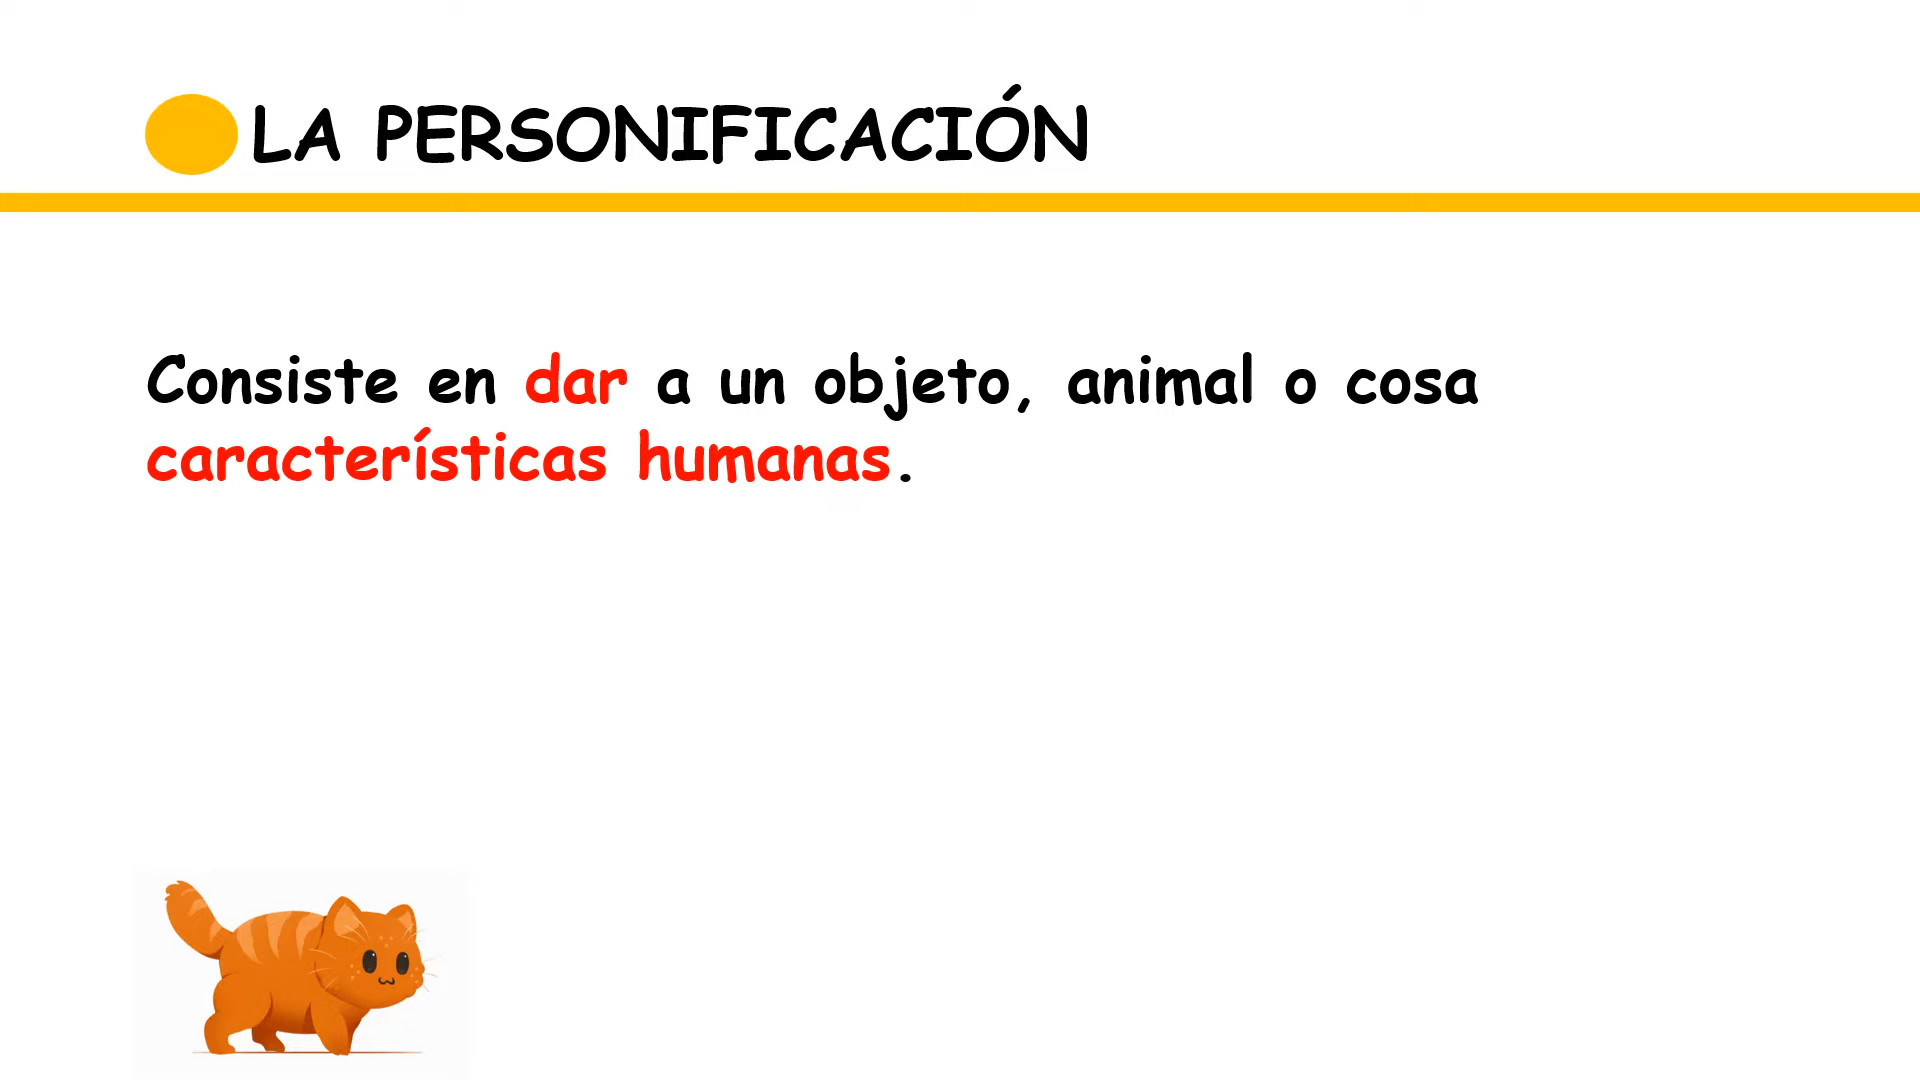 LA PERSONIFICACIÓN
Consiste en dar a un objeto, animal o cosa
características humanas.